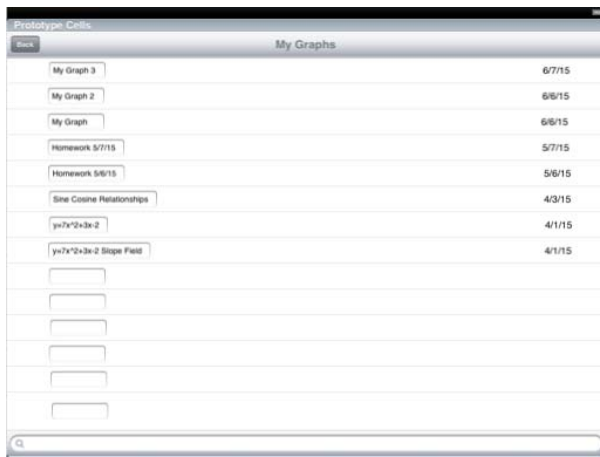 Prototype Cells
Back My Graphs
My Graph 3 6/7/15
My Graph 2 6/6/15
My Graph 6/6/15
Homework 5/7/15 5/7/15
Homework 5/6/15 5/6/15
Sine Cosine Relationships 4/3/15
y=7x^2+3x-2 4/1/15
y=7x^2+3x-2 Slope Field 4/1/15